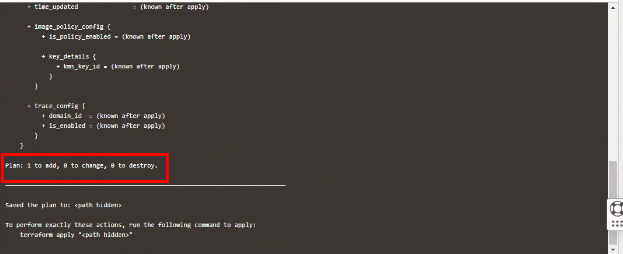 + time_updated = (known after apply)
+ image_policy_config {
+ is_policy_enabled = (known after apply)
+ key_details {
+ kms_key_id = (known after apply)
}
}
+ trace_config {
+ domain_id = (known after apply)
+ is_enabled = (known after apply)
}
}
Plan: 1 to add, 0 to change, 0 to destroy.
Saved the plan to: <path hidden>
To perform exactly these actions, run the following command to apply:
terraform apply "<path hidden>"